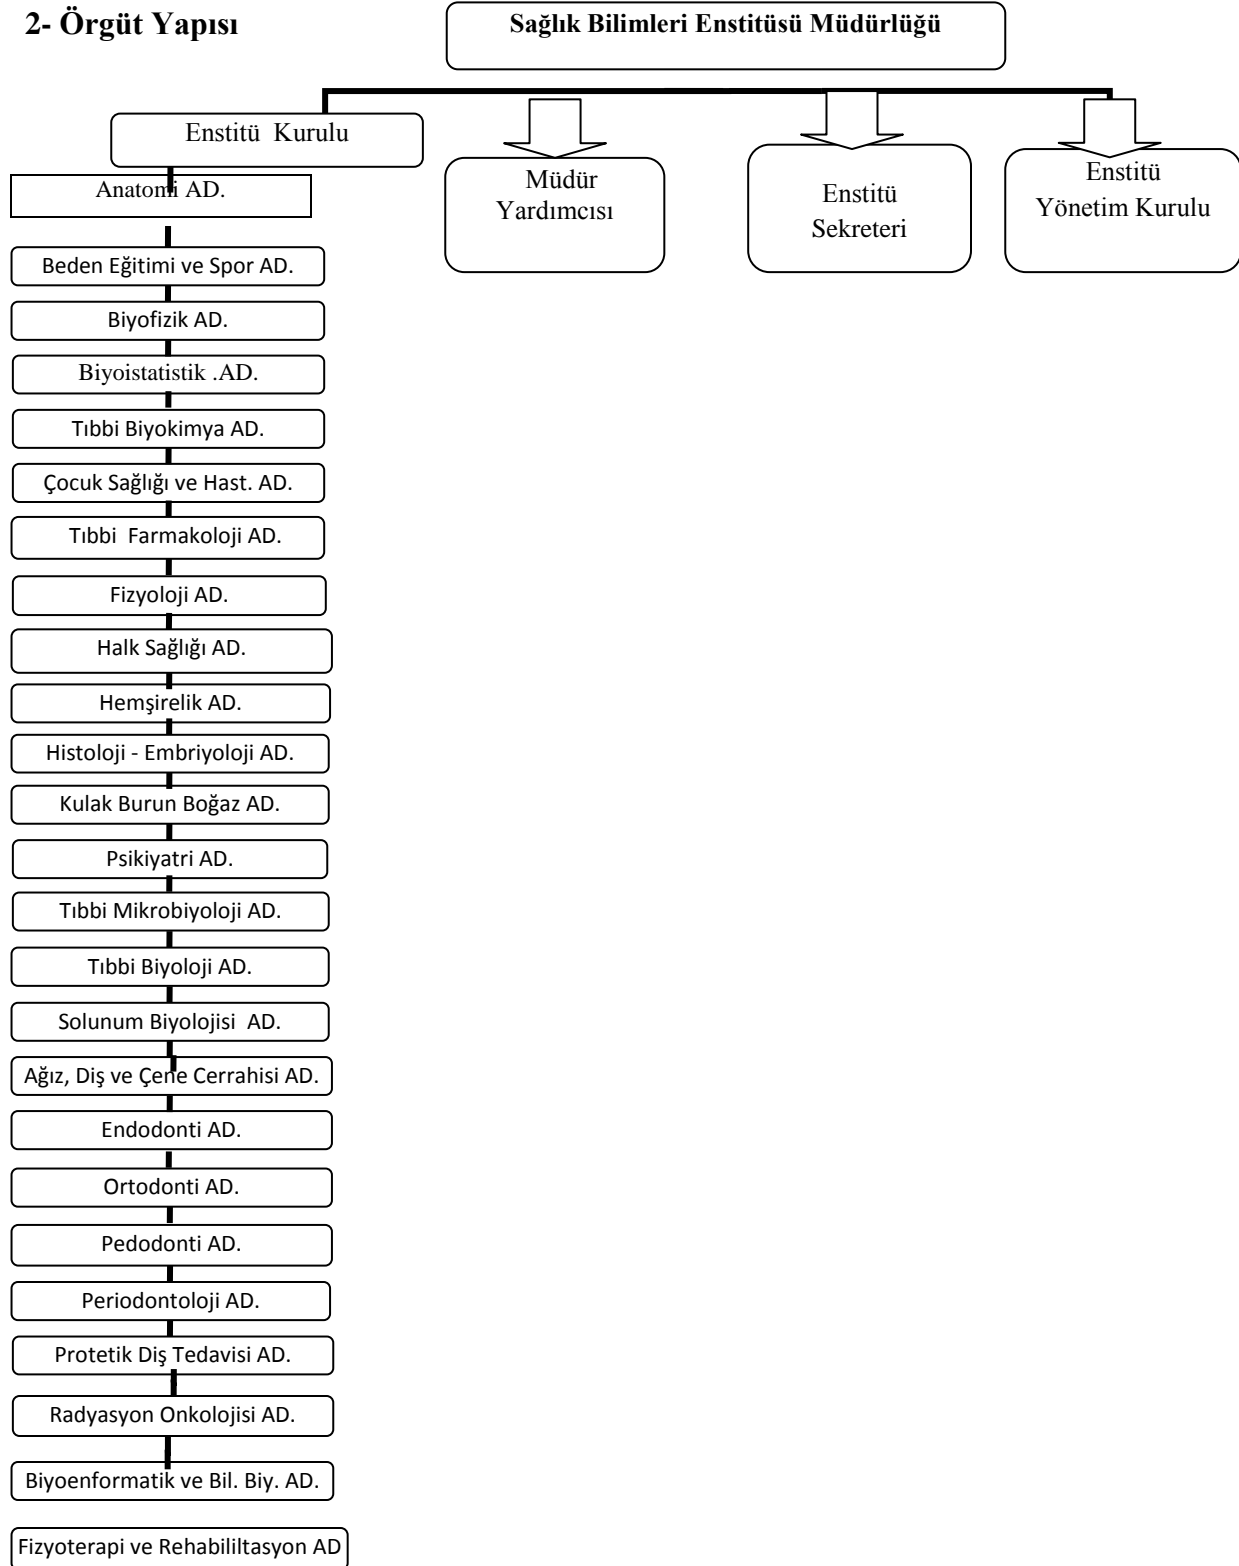 2- Örgüt Yapısı
Sağlık Bilimleri Enstitüsü Müdürlüğü
Enstitü Kurulu
Müdür
Yardımcısı
Enstitü
Sekreteri
Enstitü
Yönetim Kurulu
Anatomi AD.
Beden Eğitimi ve Spor AD.
Biyofizik AD.
Biyoistatistik .AD.
Tıbbi Biyokimya AD.
Çocuk Sağlığı ve Hast. AD.
Tıbbi Farmakoloji AD.
Fizyoloji AD.
Halk Sağlığı AD.
Hemşirelik AD.
Histoloji - Embriyoloji AD.
Kulak Burun Boğaz AD.
Psikiyatri AD.
Tıbbi Mikrobiyoloji AD.
Tıbbi Biyoloji AD.
Solunum Biyolojisi AD.
Ağız, Diş ve Çene Cerrahisi AD.
Endodonti AD.
Ortodonti AD.
Pedodonti AD.
Periodontoloji AD.
Protetik Diş Tedavisi AD.
Radyasyon Onkolojisi AD.
Biyoenformatik ve Bil. Biy. AD.
Fizyoterapi ve Rehabililtasyon AD